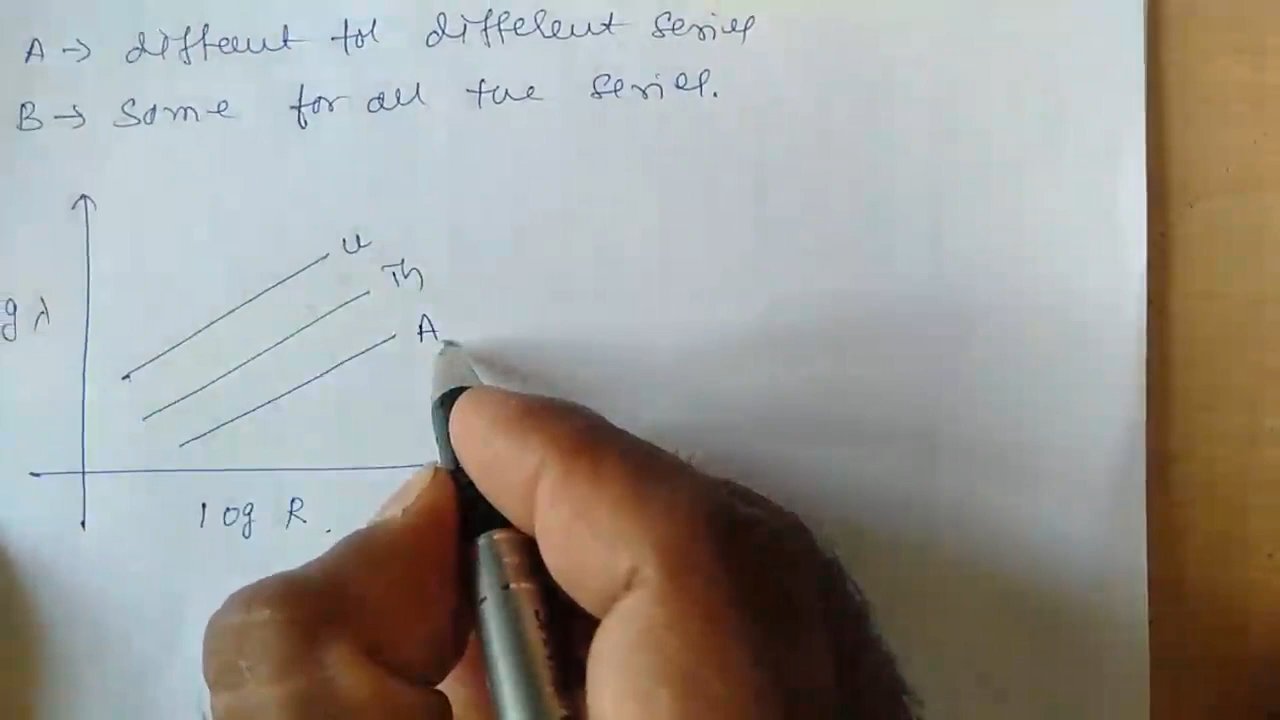 A → different for different series
B → Same for all the series.
U
Th
A
g λ
log R.